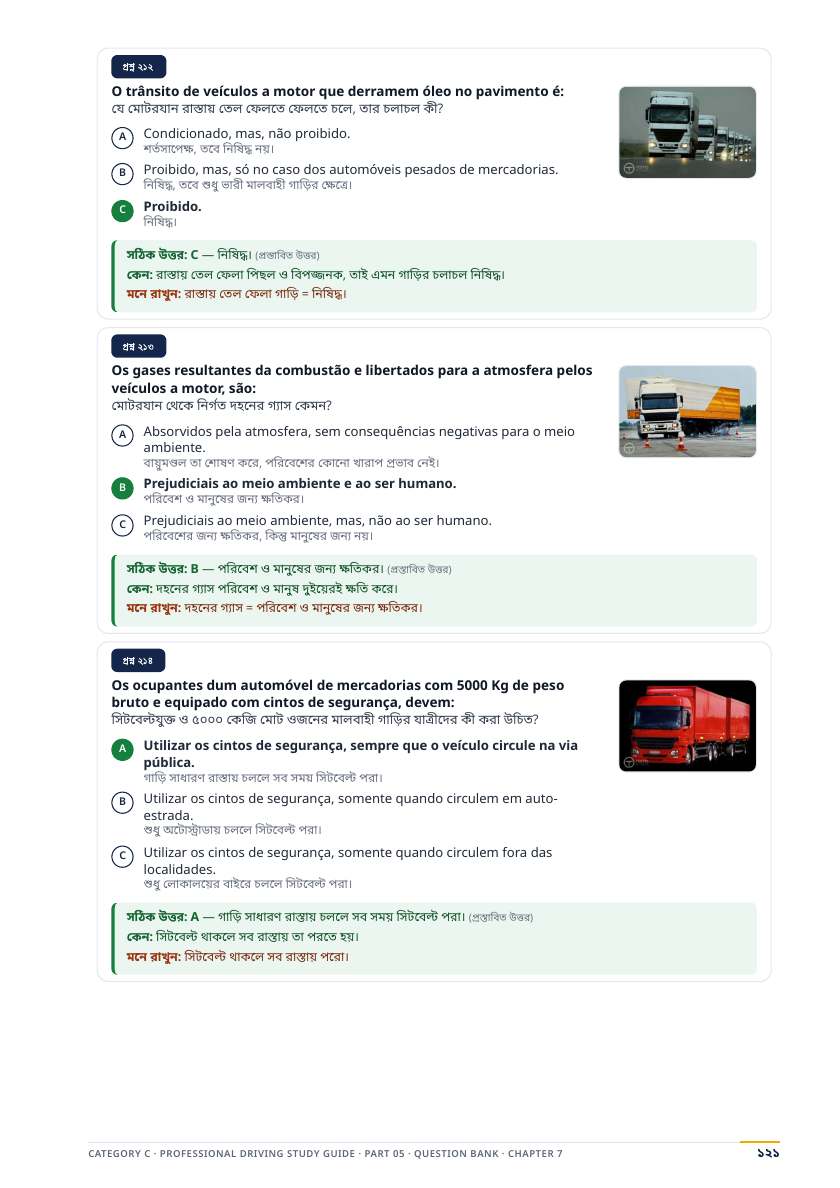 প্রশ্ন ২১২
O trânsito de veículos a motor que derramem óleo no pavimento é:
যে মোটরযান রাস্তায় তেল ফেলতে ফেলতে চলে, তার চলাচল কী?
A Condicionado, mas, não proibido.
শর্তসাপেক্ষ, তবে নিষিদ্ধ নয়।
B Proibido, mas, só no caso dos automóveis pesados de mercadorias.
নিষিদ্ধ, তবে শুধু ভারী মালবাহী গাড়ির ক্ষেত্রে।
C Proibido.
নিষিদ্ধ।
সঠিক উত্তর: C — নিষিদ্ধ। (প্রস্তাবিত উত্তর)
কেন: রাস্তায় তেল ফেলা পিছল ও বিপজ্জনক, তাই এমন গাড়ির চলাচল নিষিদ্ধ।
মনে রাখুন: রাস্তায় তেল ফেলা গাড়ি = নিষিদ্ধ।
প্রশ্ন ২১৩
Os gases resultantes da combustão e libertados para a atmosfera pelos
veículos a motor, são:
মোটরযান থেকে নির্গত দহনের গ্যাস কেমন?
A Absorvidos pela atmosfera, sem consequências negativas para o meio
ambiente.
বায়ুমণ্ডল তা শোষণ করে, পরিবেশের কোনো খারাপ প্রভাব নেই।
B Prejudiciais ao meio ambiente e ao ser humano.
পরিবেশ ও মানুষের জন্য ক্ষতিকর।
C Prejudiciais ao meio ambiente, mas, não ao ser humano.
পরিবেশের জন্য ক্ষতিকর, কিন্তু মানুষের জন্য নয়।
সঠিক উত্তর: B — পরিবেশ ও মানুষের জন্য ক্ষতিকর। (প্রস্তাবিত উত্তর)
কেন: দহনের গ্যাস পরিবেশ ও মানুষ দুইয়েরই ক্ষতি করে।
মনে রাখুন: দহনের গ্যাস = পরিবেশ ও মানুষের জন্য ক্ষতিকর।
প্রশ্ন ২১৪
Os ocupantes dum automóvel de mercadorias com 5000 Kg de peso
bruto e equipado com cintos de segurança, devem:
সিটবেল্টযুক্ত ও ৫০০০ কেজি মোট ওজনের মালবাহী গাড়ির যাত্রীদের কী করা উচিত?
A Utilizar os cintos de segurança, sempre que o veículo circule na via
pública.
গাড়ি সাধারণ রাস্তায় চললে সব সময় সিটবেল্ট পরা।
B Utilizar os cintos de segurança, somente quando circulem em auto-
estrada.
শুধু অটোস্ট্রাডায় চললে সিটবেল্ট পরা।
C Utilizar os cintos de segurança, somente quando circulem fora das
localidades.
শুধু লোকালয়ের বাইরে চললে সিটবেল্ট পরা।
সঠিক উত্তর: A — গাড়ি সাধারণ রাস্তায় চললে সব সময় সিটবেল্ট পরা। (প্রস্তাবিত উত্তর)
কেন: সিটবেল্ট থাকলে সব রাস্তায় তা পরতে হয়।
মনে রাখুন: সিটবেল্ট থাকলে সব রাস্তায় পরো।
CATEGORY C · PROFESSIONAL DRIVING STUDY GUIDE · PART 05 · QUESTION BANK · CHAPTER 7
১২১